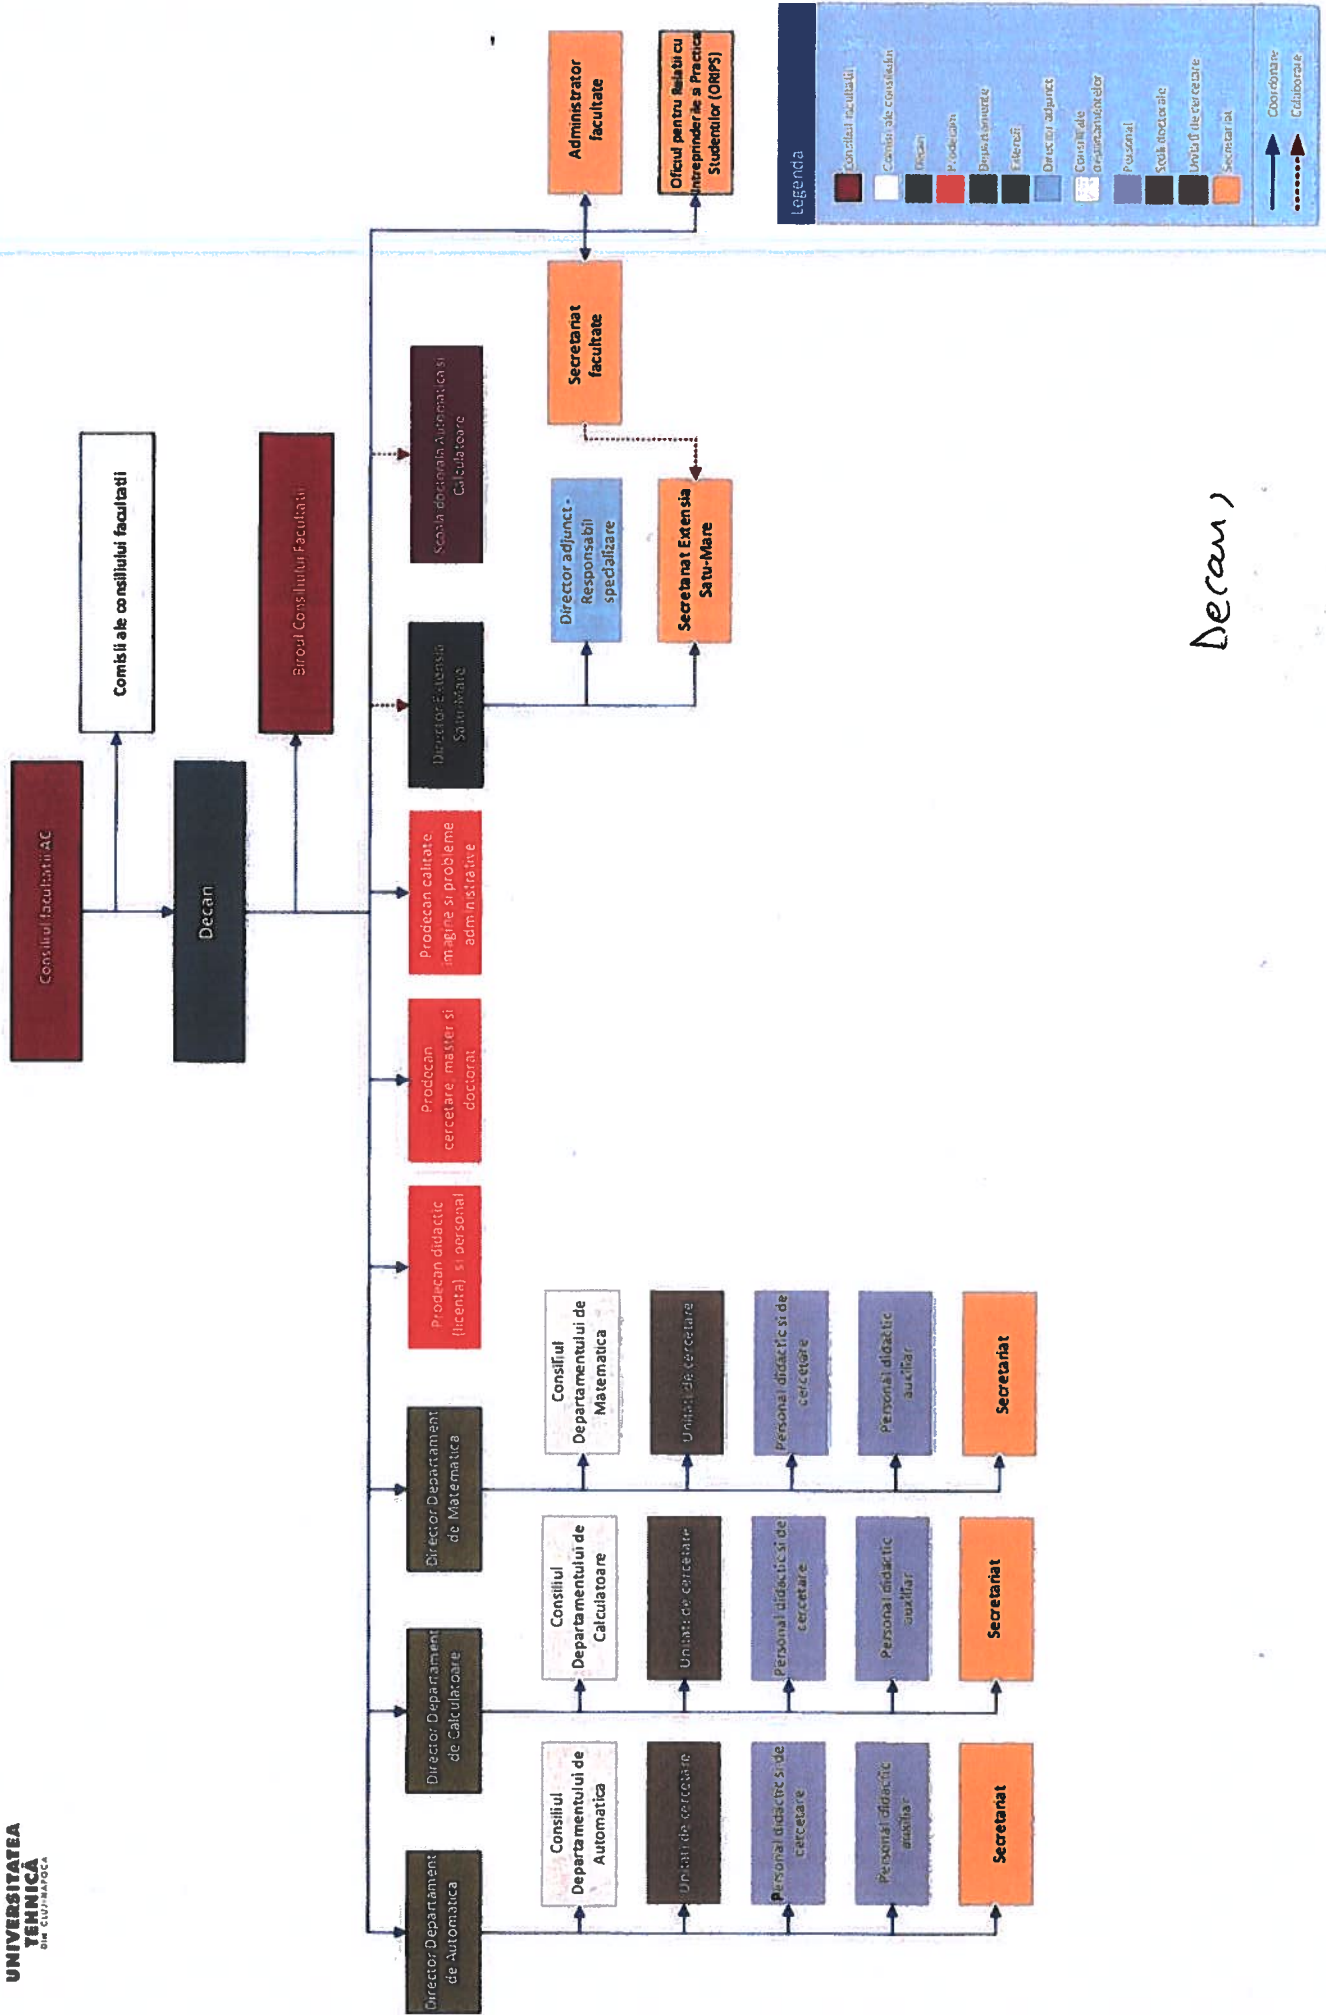 UNIVERSITATEA
TEHNICĂ
DIN CLUJ-NAPOCA
Consiliul facultatii AC
Comisii ale consiliului facultatii
Decan
Biroul Consiliului Facultatii
Director Departament
de Automatica
Director Departament
de Calculatoare
Director Departament
de Matematica
Prodecan didactic
(licenta) si personal
Prodecan
cercetare, master si
doctorat
Prodecan calitate
imagine si probleme
administrative
Director Extensia
Satu-Mare
Scoala doctorala Automatica si
Calculatoare
Consiliul
Departamentului de
Automatica
Unitati de cercetare
Personal didactic si de
cercetare
Personal didactic
auxiliar
Secretariat
Consiliul
Departamentului de
Calculatoare
Unitati de cercetare
Personal didactic si de
cercetare
Personal didactic
auxiliar
Secretariat
Consiliul
Departamentului de
Matematica
Unitati de cercetare
Personal didactic si de
cercetare
Personal didactic
auxiliar
Secretariat
Director adjunct -
Responsabil
specializare
Secretariat Extensia
Satu-Mare
Secretariat
facultate
Administrator
facultate
Oficiul pentru Relatii cu
Intreprinderile si Practica
Studentilor (ORIPS)
Legenda
Consiliul facultatii
Comisii ale consiliului
Decan
Prodecan
Departamente
Extensii
Director adjunct
Consiliile
departamentelor
Personal
Scoli doctorale
Unitati de cercetare
Secretariat
Coordonare
Colaborare
Decan,